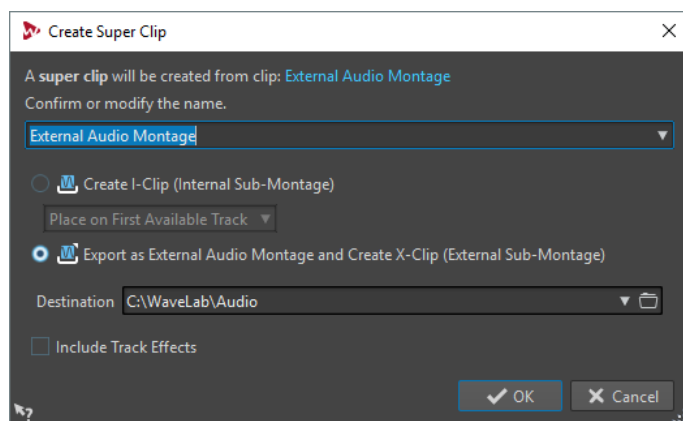 Create Super Clip
A super clip will be created from clip: External Audio Montage
Confirm or modify the name.
External Audio Montage
Create I-Clip (Internal Sub-Montage)
Place on First Available Track
Export as External Audio Montage and Create X-Clip (External Sub-Montage)
Destination C:\WaveLab\Audio
Include Track Effects
OK Cancel
?